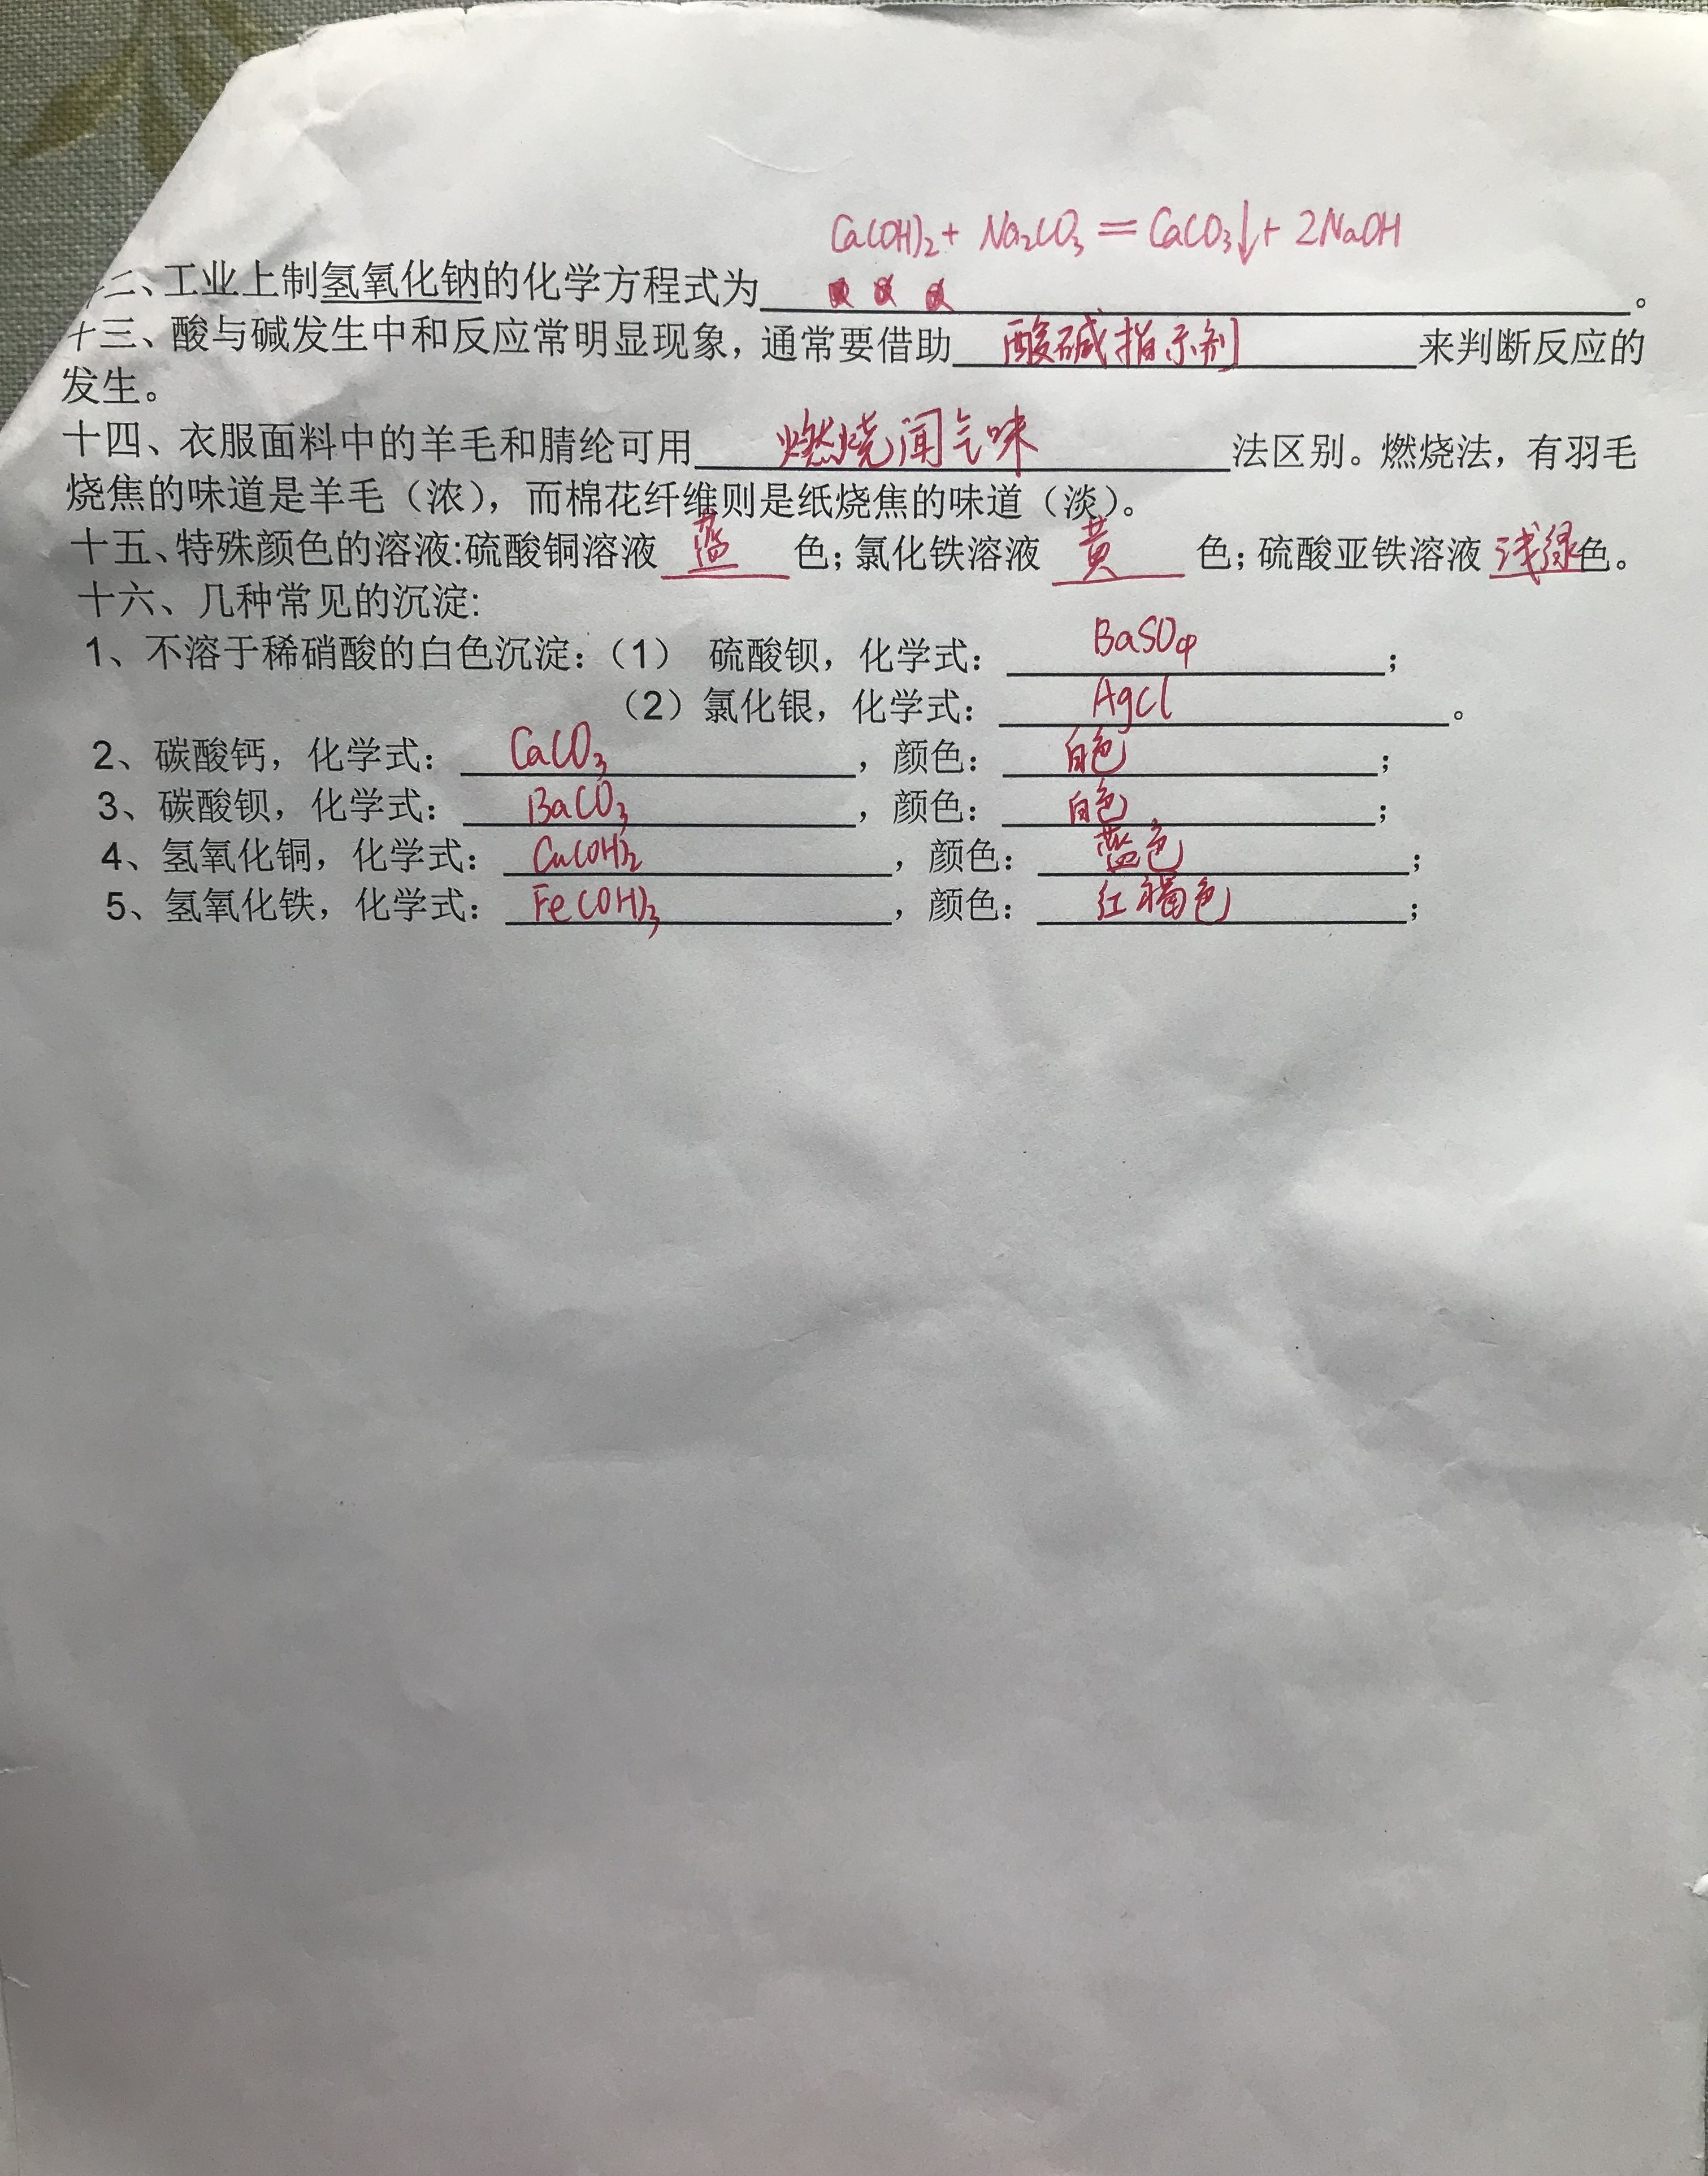 Ca(OH)₂ + Na₂CO₃ = CaCO₃↓ + 2NaOH
二、工业上制氢氧化钠的化学方程式为 。
十三、酸与碱发生中和反应常明显现象，通常要借助 酸碱指示剂 来判断反应的
发生。
十四、衣服面料中的羊毛和腈纶可用 燃烧闻气味 法区别。燃烧法，有羽毛
烧焦的味道是羊毛（浓），而棉花纤维则是纸烧焦的味道（淡）。
十五、特殊颜色的溶液:硫酸铜溶液 蓝 色；氯化铁溶液 黄 色；硫酸亚铁溶液 浅绿色。
十六、几种常见的沉淀:
1、不溶于稀硝酸的白色沉淀：（1） 硫酸钡，化学式： BaSO₄ ；
（2）氯化银，化学式： AgCl 。
2、碳酸钙，化学式： CaCO₃ ，颜色： 白色 ；
3、碳酸钡，化学式： BaCO₃ ，颜色： 白色 ；
4、氢氧化铜，化学式： Cu(OH)₂ ，颜色： 蓝色 ；
5、氢氧化铁，化学式： Fe(OH)₃ ，颜色： 红褐色 ；